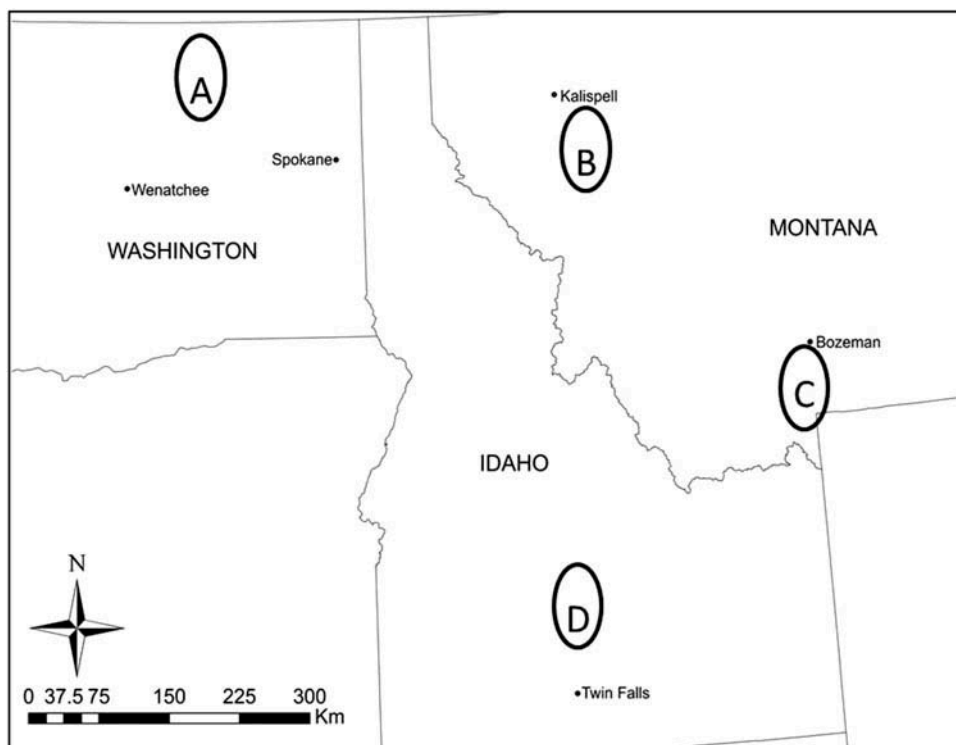 A
Kalispell
B
Spokane
Wenatchee
MONTANA
WASHINGTON
Bozeman
C
IDAHO
N
D
0 37.5 75 150 225 300
Km
Twin Falls